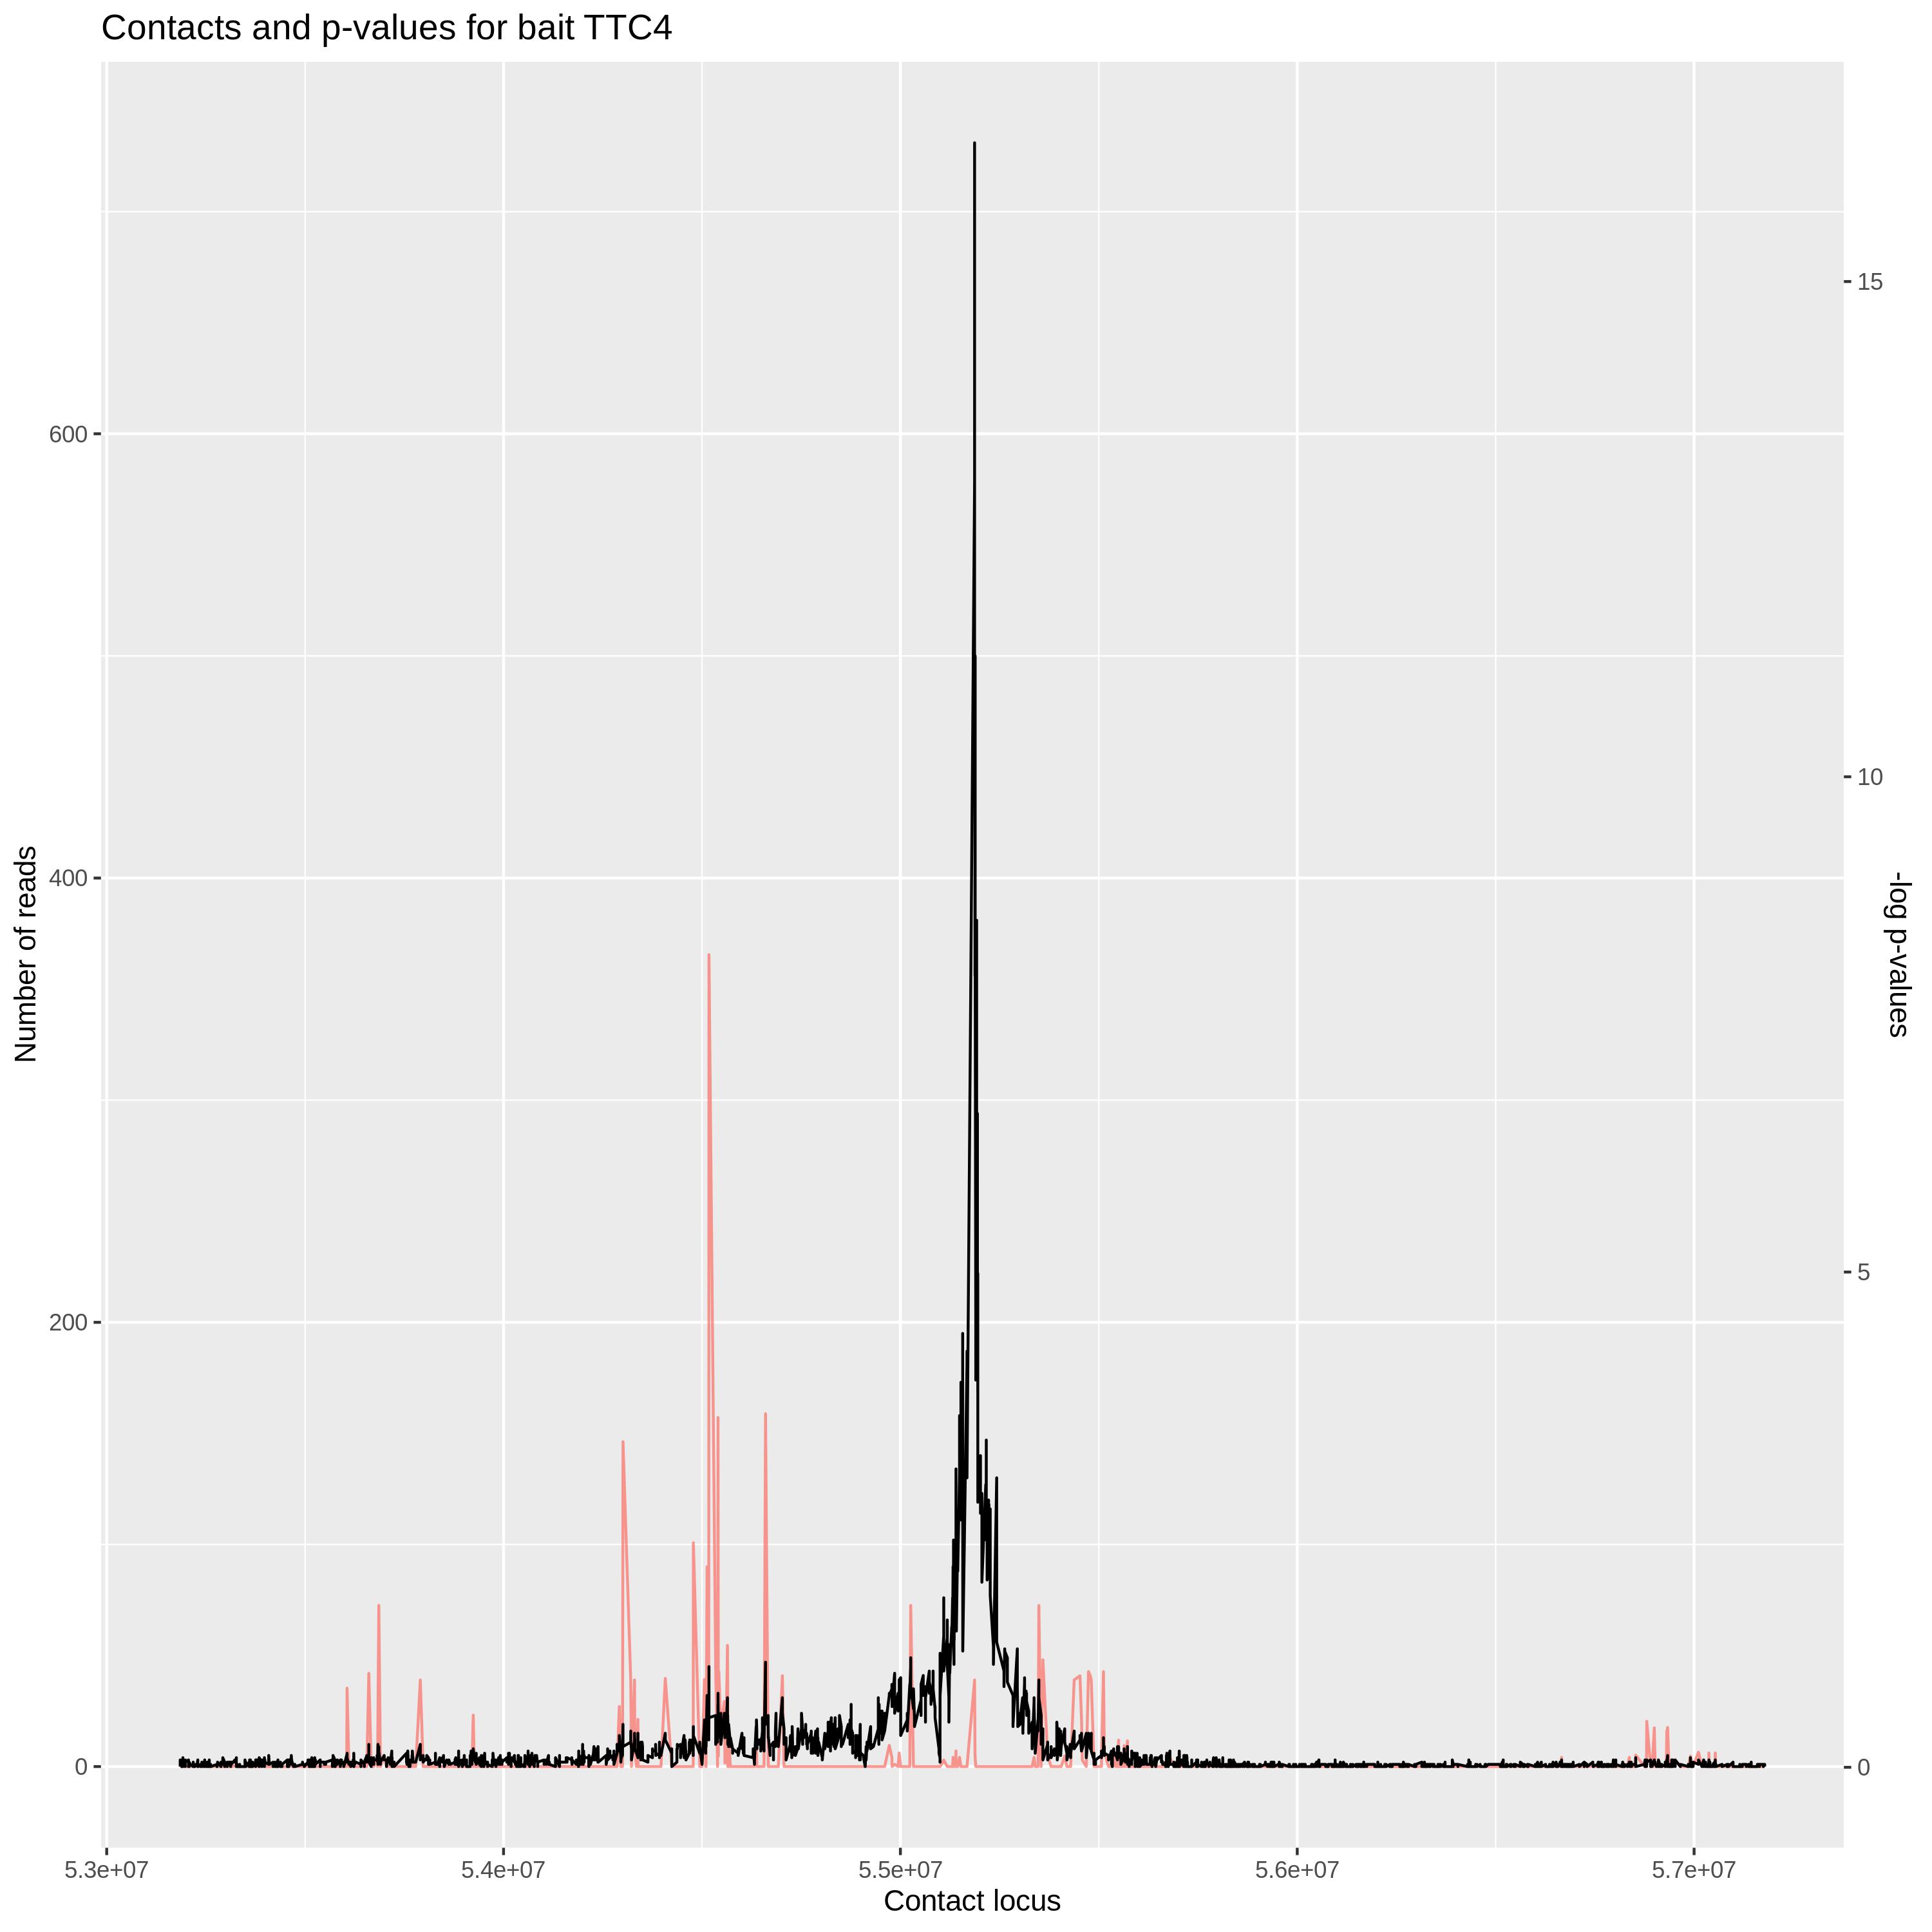 Contacts and p-values for bait TTC4
600
400
200
0
Number of reads
15
10
5
0
-log p-values
5.3e+07
5.4e+07
5.5e+07
5.6e+07
5.7e+07
Contact locus